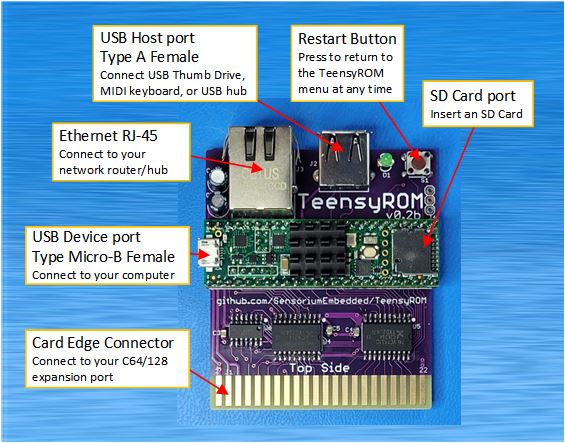 USB Host port
Type A Female
Connect USB Thumb Drive,
MIDI keyboard, or USB hub
Restart Button
Press to return to
the TeensyROM
menu at any time
SD Card port
Insert an SD Card
Ethernet RJ-45
Connect to your
network router/hub
USB Device port
Type Micro-B Female
Connect to your computer
Card Edge Connector
Connect to your C64/128
expansion port
J3
J2
D1
S1
TeensyROM
v0.2b
github.com/SensoriumEmbedded/TeensyROM
C3
C5
C4
U5
Top Side
22